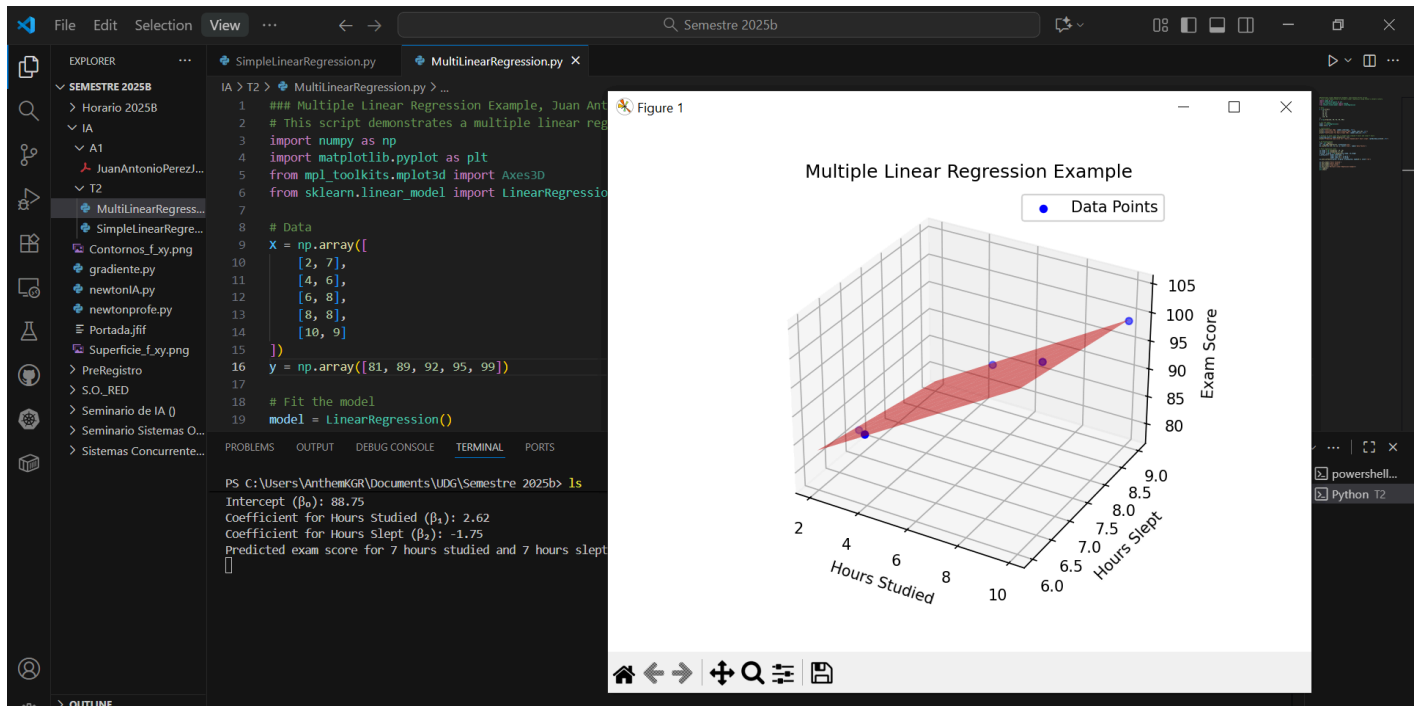 File Edit Selection View ··· Semestre 2025b
EXPLORER ···
SEMESTRE 2025B
Horario 2025B
IA
A1
JuanAntonioPerezJ...
T2
MultiLinearRegress...
SimpleLinearRegre...
Contornos_f_xy.png
gradiente.py
newtonIA.py
newtonprofe.py
Portada.jfif
Superficie_f_xy.png
PreRegistro
S.O._RED
Seminario de IA ()
Seminario Sistemas O...
Sistemas Concurrente...
OUTLINE
SimpleLinearRegression.py MultiLinearRegression.py
IA > T2 > MultiLinearRegression.py > ...
1 ### Multiple Linear Regression Example, Juan Ant
2 # This script demonstrates a multiple linear reg
3 import numpy as np
4 import matplotlib.pyplot as plt
5 from mpl_toolkits.mplot3d import Axes3D
6 from sklearn.linear_model import LinearRegressio
7
8 # Data
9 X = np.array([
10 [2, 7],
11 [4, 6],
12 [6, 8],
13 [8, 8],
14 [10, 9]
15 ])
16 y = np.array([81, 89, 92, 95, 99])
17
18 # Fit the model
19 model = LinearRegression()
PROBLEMS OUTPUT DEBUG CONSOLE TERMINAL PORTS
PS C:\Users\AnthemKGR\Documents\UDG\Semestre 2025b> ls
Intercept (β₀): 88.75
Coefficient for Hours Studied (β₁): 2.62
Coefficient for Hours Slept (β₂): -1.75
Predicted exam score for 7 hours studied and 7 hours slept
powershell...
Python T2
Figure 1
Multiple Linear Regression Example
Data Points
105
100
95
90
85
80
Exam Score
9.0
8.5
8.0
7.5
7.0
6.5
6.0
Hours Slept
2
4
6
8
10
Hours Studied